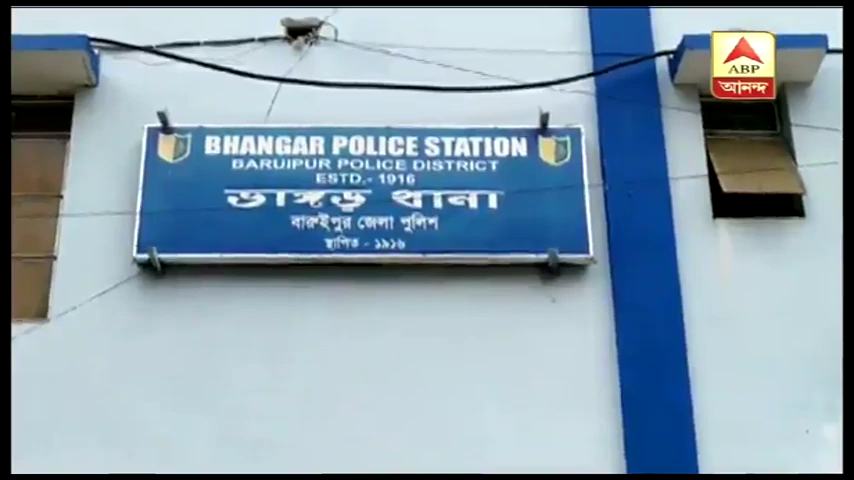 BHANGAR POLICE STATION
BARUIPUR POLICE DISTRICT
ESTD.- 1916
ভাঙ্গড় থানা
বারুইপুর জেলা পুলিশ
স্থাপিত - ১৯১৬
ABP
আনন্দ